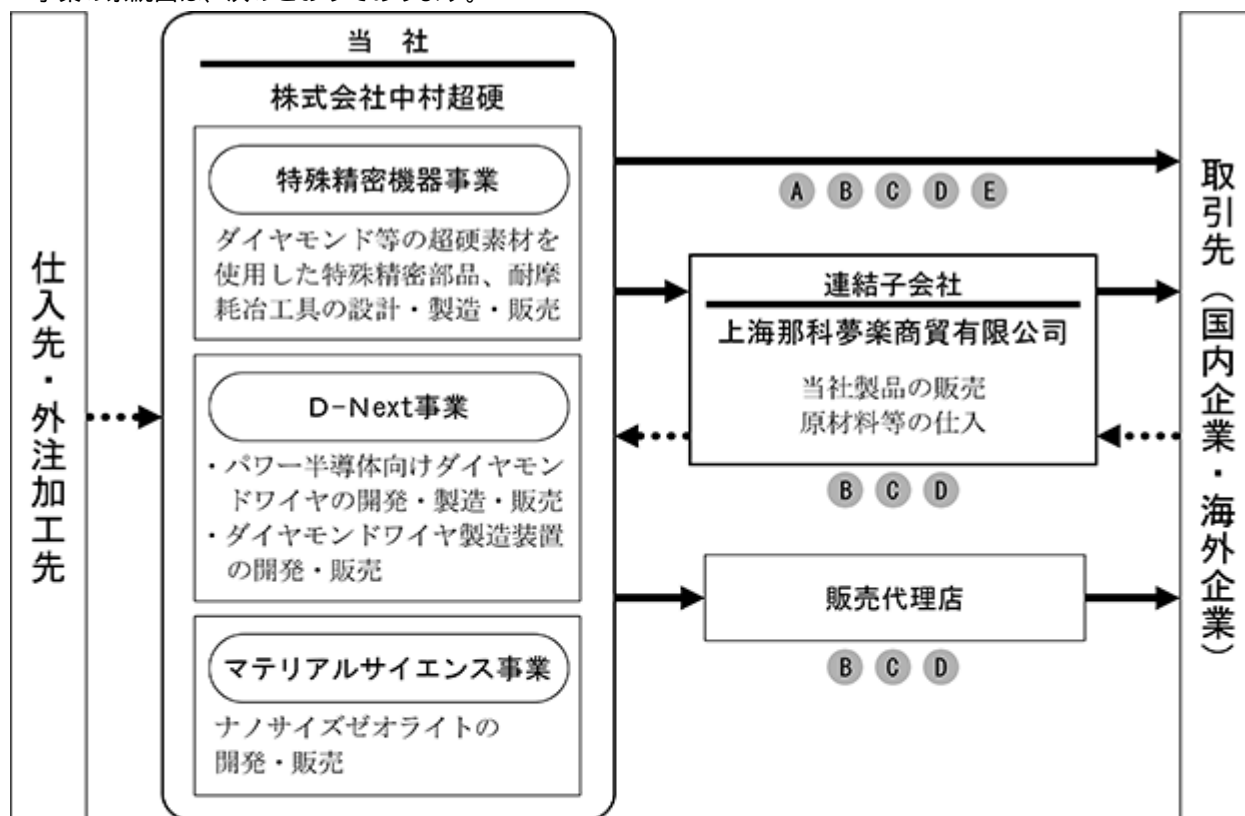 事業の系統図は、次のとおりであります。
仕入先・外注加工先
当 社
株式会社中村超硬
特殊精密機器事業
ダイヤモンド等の超硬素材を
使用した特殊精密部品、耐摩
耗冶工具の設計・製造・販売
D-Next事業
・パワー半導体向けダイヤモン
ドワイヤの開発・製造・販売
・ダイヤモンドワイヤ製造装置
の開発・販売
マテリアルサイエンス事業
ナノサイズゼオライトの
開発・販売
A B C D E
連結子会社
上海那科夢楽商貿有限公司
当社製品の販売
原材料等の仕入
B C D
販売代理店
B C D
取引先(国内企業・海外企業)